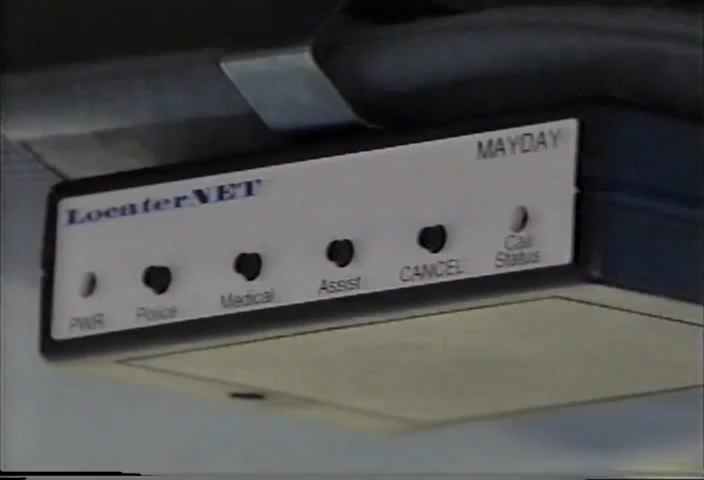 MAYDAY
LocaterNET
PWR
Police
Medical
Assist
CANCEL
Call
Status